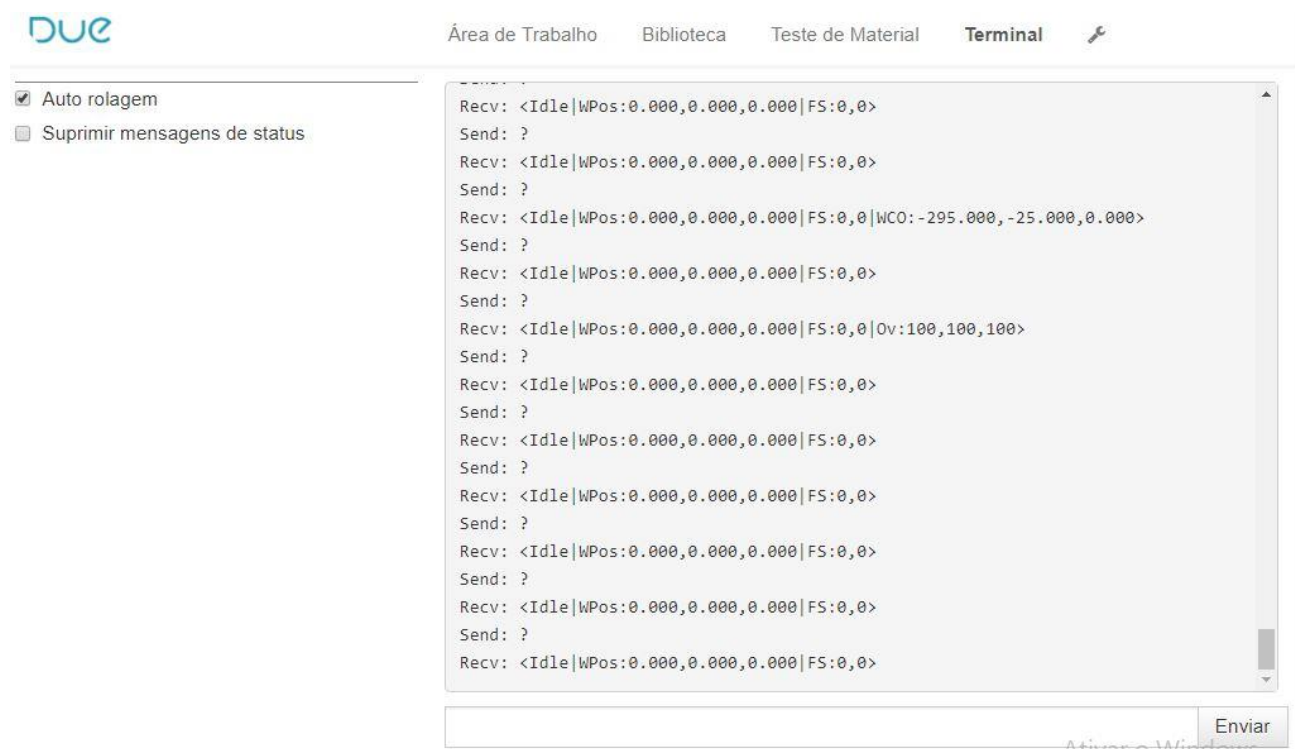 DUE
Área de Trabalho Biblioteca Teste de Material Terminal
Auto rolagem
Suprimir mensagens de status
Recv: <Idle|WPos:0.000,0.000,0.000|FS:0,0>
Send: ?
Recv: <Idle|WPos:0.000,0.000,0.000|FS:0,0>
Send: ?
Recv: <Idle|WPos:0.000,0.000,0.000|FS:0,0|WCO:-295.000,-25.000,0.000>
Send: ?
Recv: <Idle|WPos:0.000,0.000,0.000|FS:0,0>
Send: ?
Recv: <Idle|WPos:0.000,0.000,0.000|FS:0,0|Ov:100,100,100>
Send: ?
Recv: <Idle|WPos:0.000,0.000,0.000|FS:0,0>
Send: ?
Recv: <Idle|WPos:0.000,0.000,0.000|FS:0,0>
Send: ?
Recv: <Idle|WPos:0.000,0.000,0.000|FS:0,0>
Send: ?
Recv: <Idle|WPos:0.000,0.000,0.000|FS:0,0>
Send: ?
Recv: <Idle|WPos:0.000,0.000,0.000|FS:0,0>
Send: ?
Recv: <Idle|WPos:0.000,0.000,0.000|FS:0,0>
Enviar